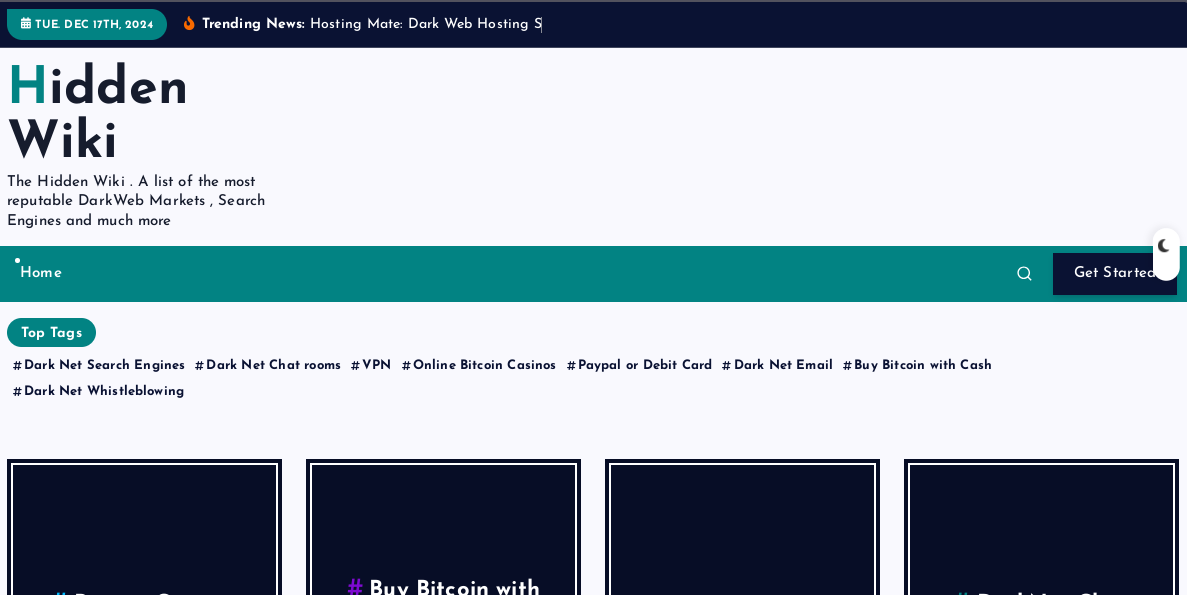 TUE. DEC 17TH, 2024 Trending News: Hosting Mate: Dark Web Hosting S
Hidden
Wiki
The Hidden Wiki . A list of the most
reputable DarkWeb Markets , Search
Engines and much more
Home Get Started
Top Tags
#Dark Net Search Engines #Dark Net Chat rooms #VPN #Online Bitcoin Casinos #Paypal or Debit Card #Dark Net Email #Buy Bitcoin with Cash
#Dark Net Whistleblowing
# Buy Bitcoin with